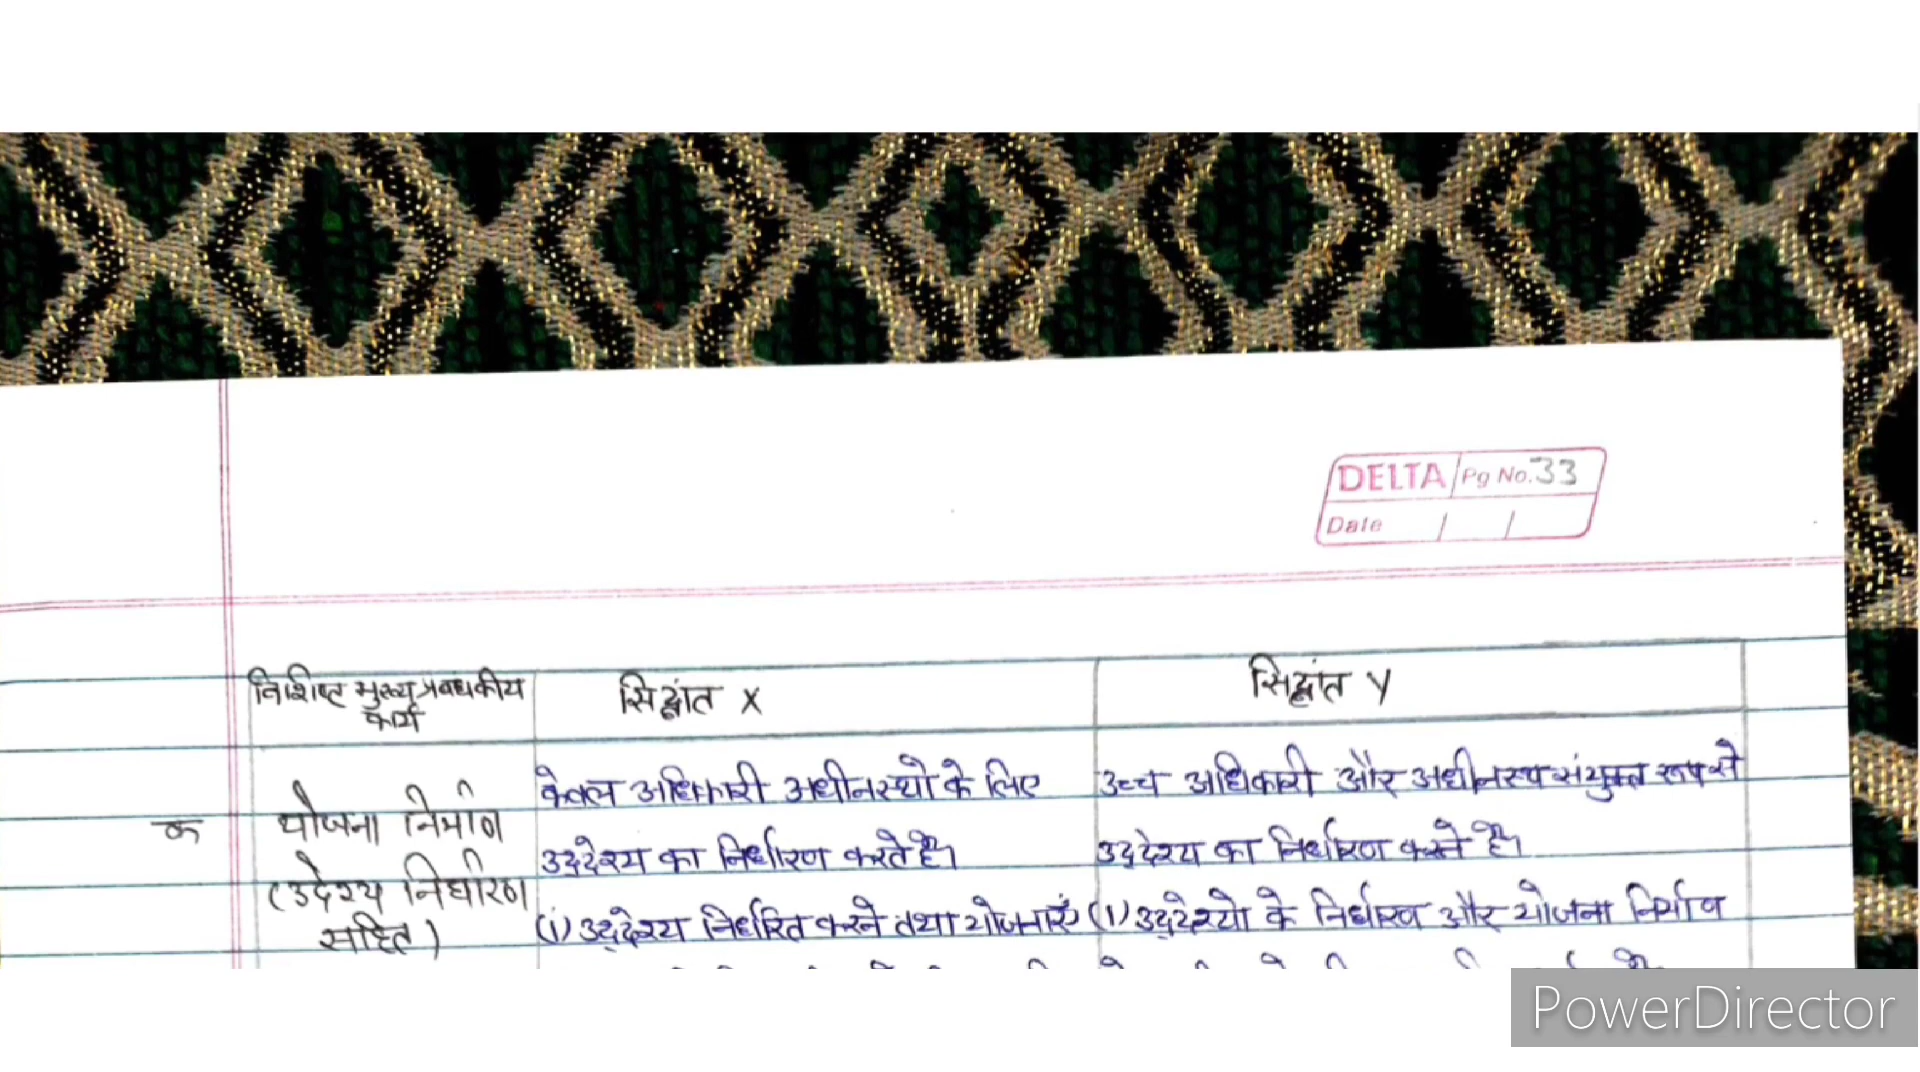 DELTA Pg No. 33
Date / /
विशिष्ट मुख्य प्रबंधकीय कार्य
सिद्धांत X
सिद्धांत Y
क
योजना निर्माण
(उद्देश्य निर्धारण
सहित)
केवल अधिकारी अधीनस्थो के लिए
उद्देश्य का निर्धारण करते है।
(i) उद्देश्य निर्धरित करने तथा योजनाएं
उच्च अधिकारी और अधीनस्थ संयुक्त रूप से
उद्देश्य का निर्धारण करते है।
(1) उद्देश्यो के निर्धारण और योजना निर्माण
PowerDirector